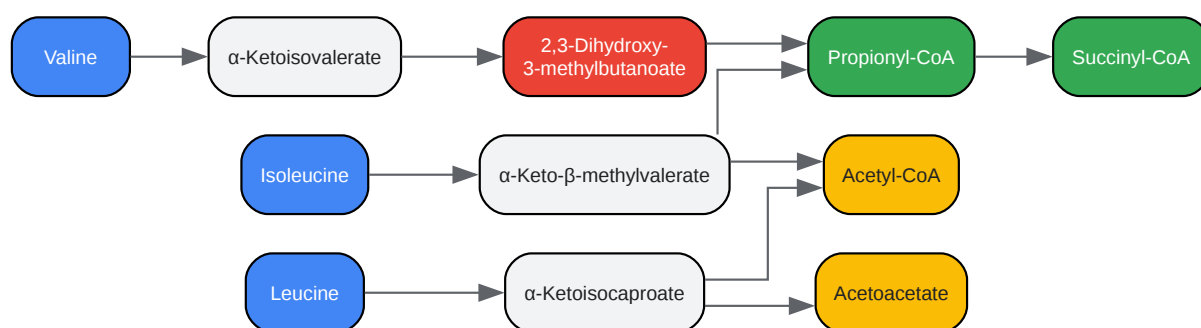 Valine
α-Ketoisovalerate
2,3-Dihydroxy-
3-methylbutanoate
Propionyl-CoA
Succinyl-CoA
Isoleucine
α-Keto-β-methylvalerate
Acetyl-CoA
Leucine
α-Ketoisocaproate
Acetoacetate